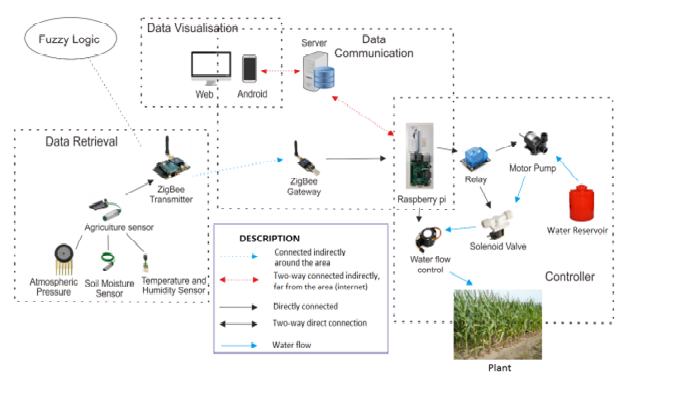 Fuzzy Logic
Data Visualisation
Web
Android
Server
Data
Communication
Data Retrieval
ZigBee
Transmitter
Agriculture sensor
Atmospheric
Pressure
Soil Moisture
Sensor
Temperature and
Humidity Sensor
ZigBee
Gateway
Raspberry pi
Relay
Motor Pump
Water Reservoir
Solenoid Valve
Water flow
control
Controller
Plant
DESCRIPTION
Connected indirectly
around the area
Two-way connected indirectly,
far from the area (internet)
Directly connected
Two-way direct connection
Water flow